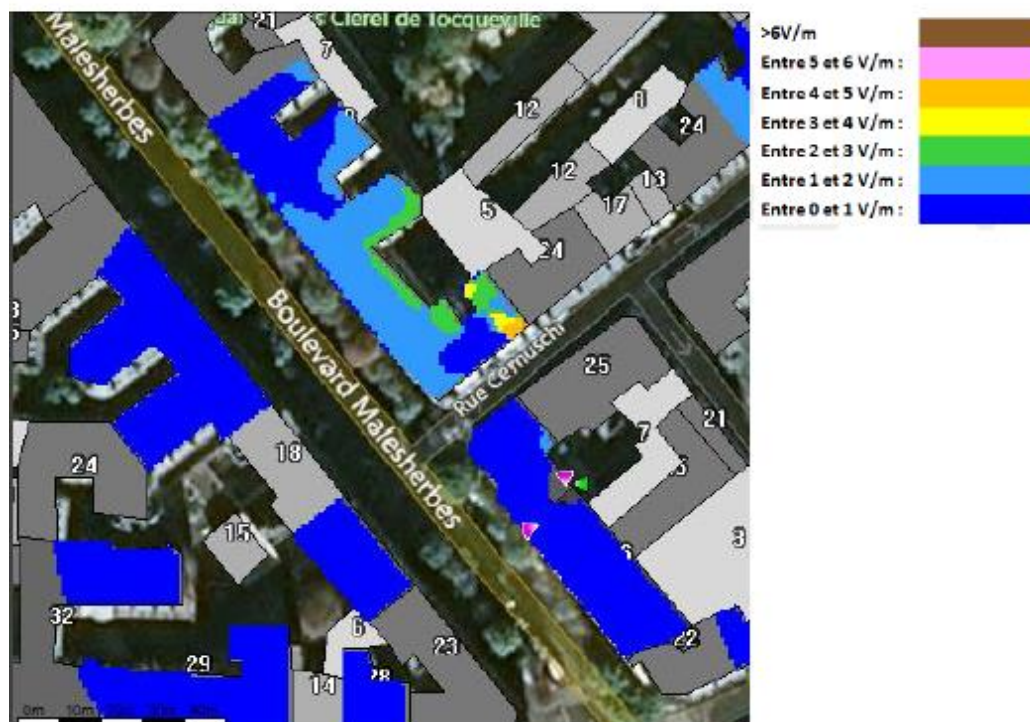 Clerel de Tocqueville
Malesherbes
21
7
12
8
24
12
13
17
5
24
Rue Cernuschi
Boulevard Malesherbes
25
21
7
18
24
15
3
6
32
22
6
23
29
14
28
0m 10m
>6V/m
Entre 5 et 6 V/m :
Entre 4 et 5 V/m :
Entre 3 et 4 V/m :
Entre 2 et 3 V/m :
Entre 1 et 2 V/m :
Entre 0 et 1 V/m :